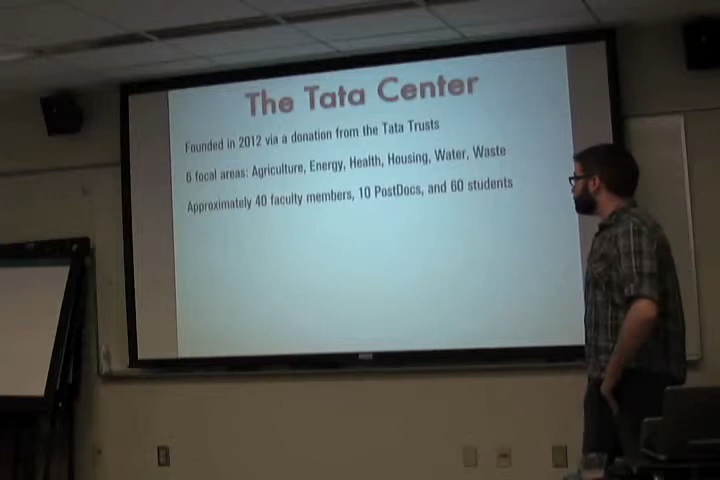 The Tata Center
Founded in 2012 via a donation from the Tata Trusts
6 focal areas: Agriculture, Energy, Health, Housing, Water, Waste
Approximately 40 faculty members, 10 PostDocs, and 60 students